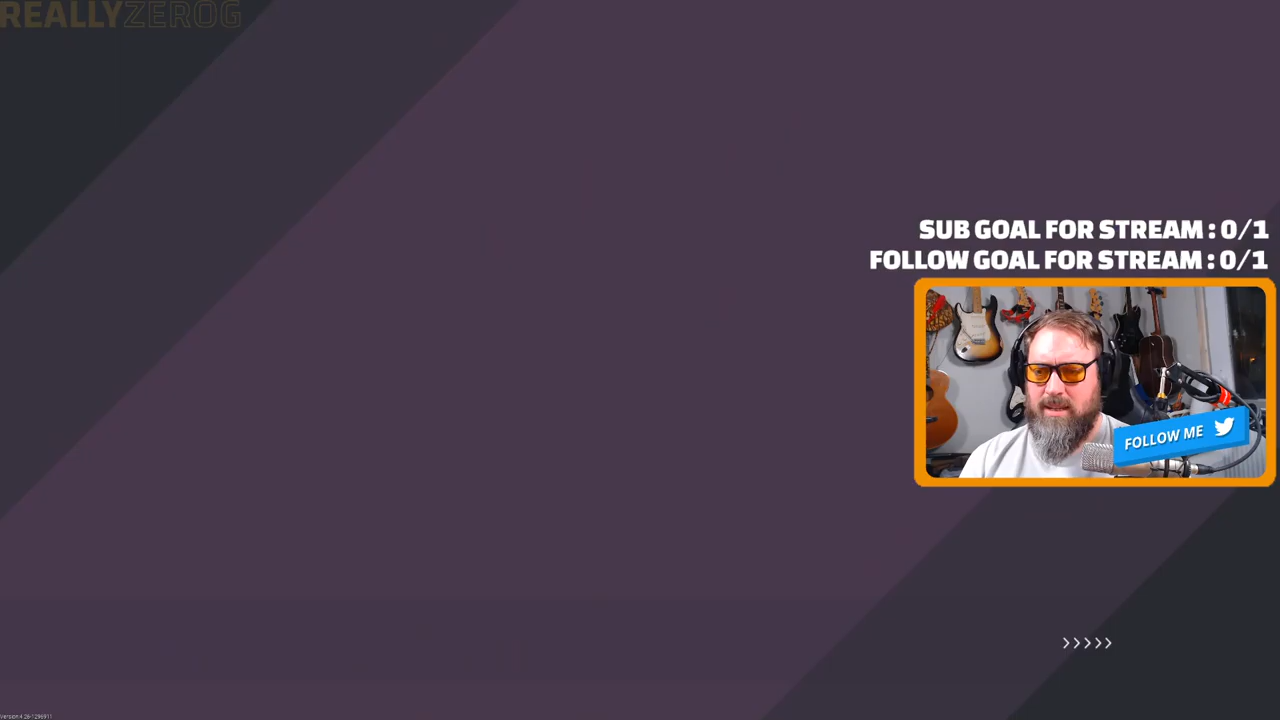 REALLYZEROG
SUB GOAL FOR STREAM : 0/1
FOLLOW GOAL FOR STREAM : 0/1
FOLLOW ME
>>>>>